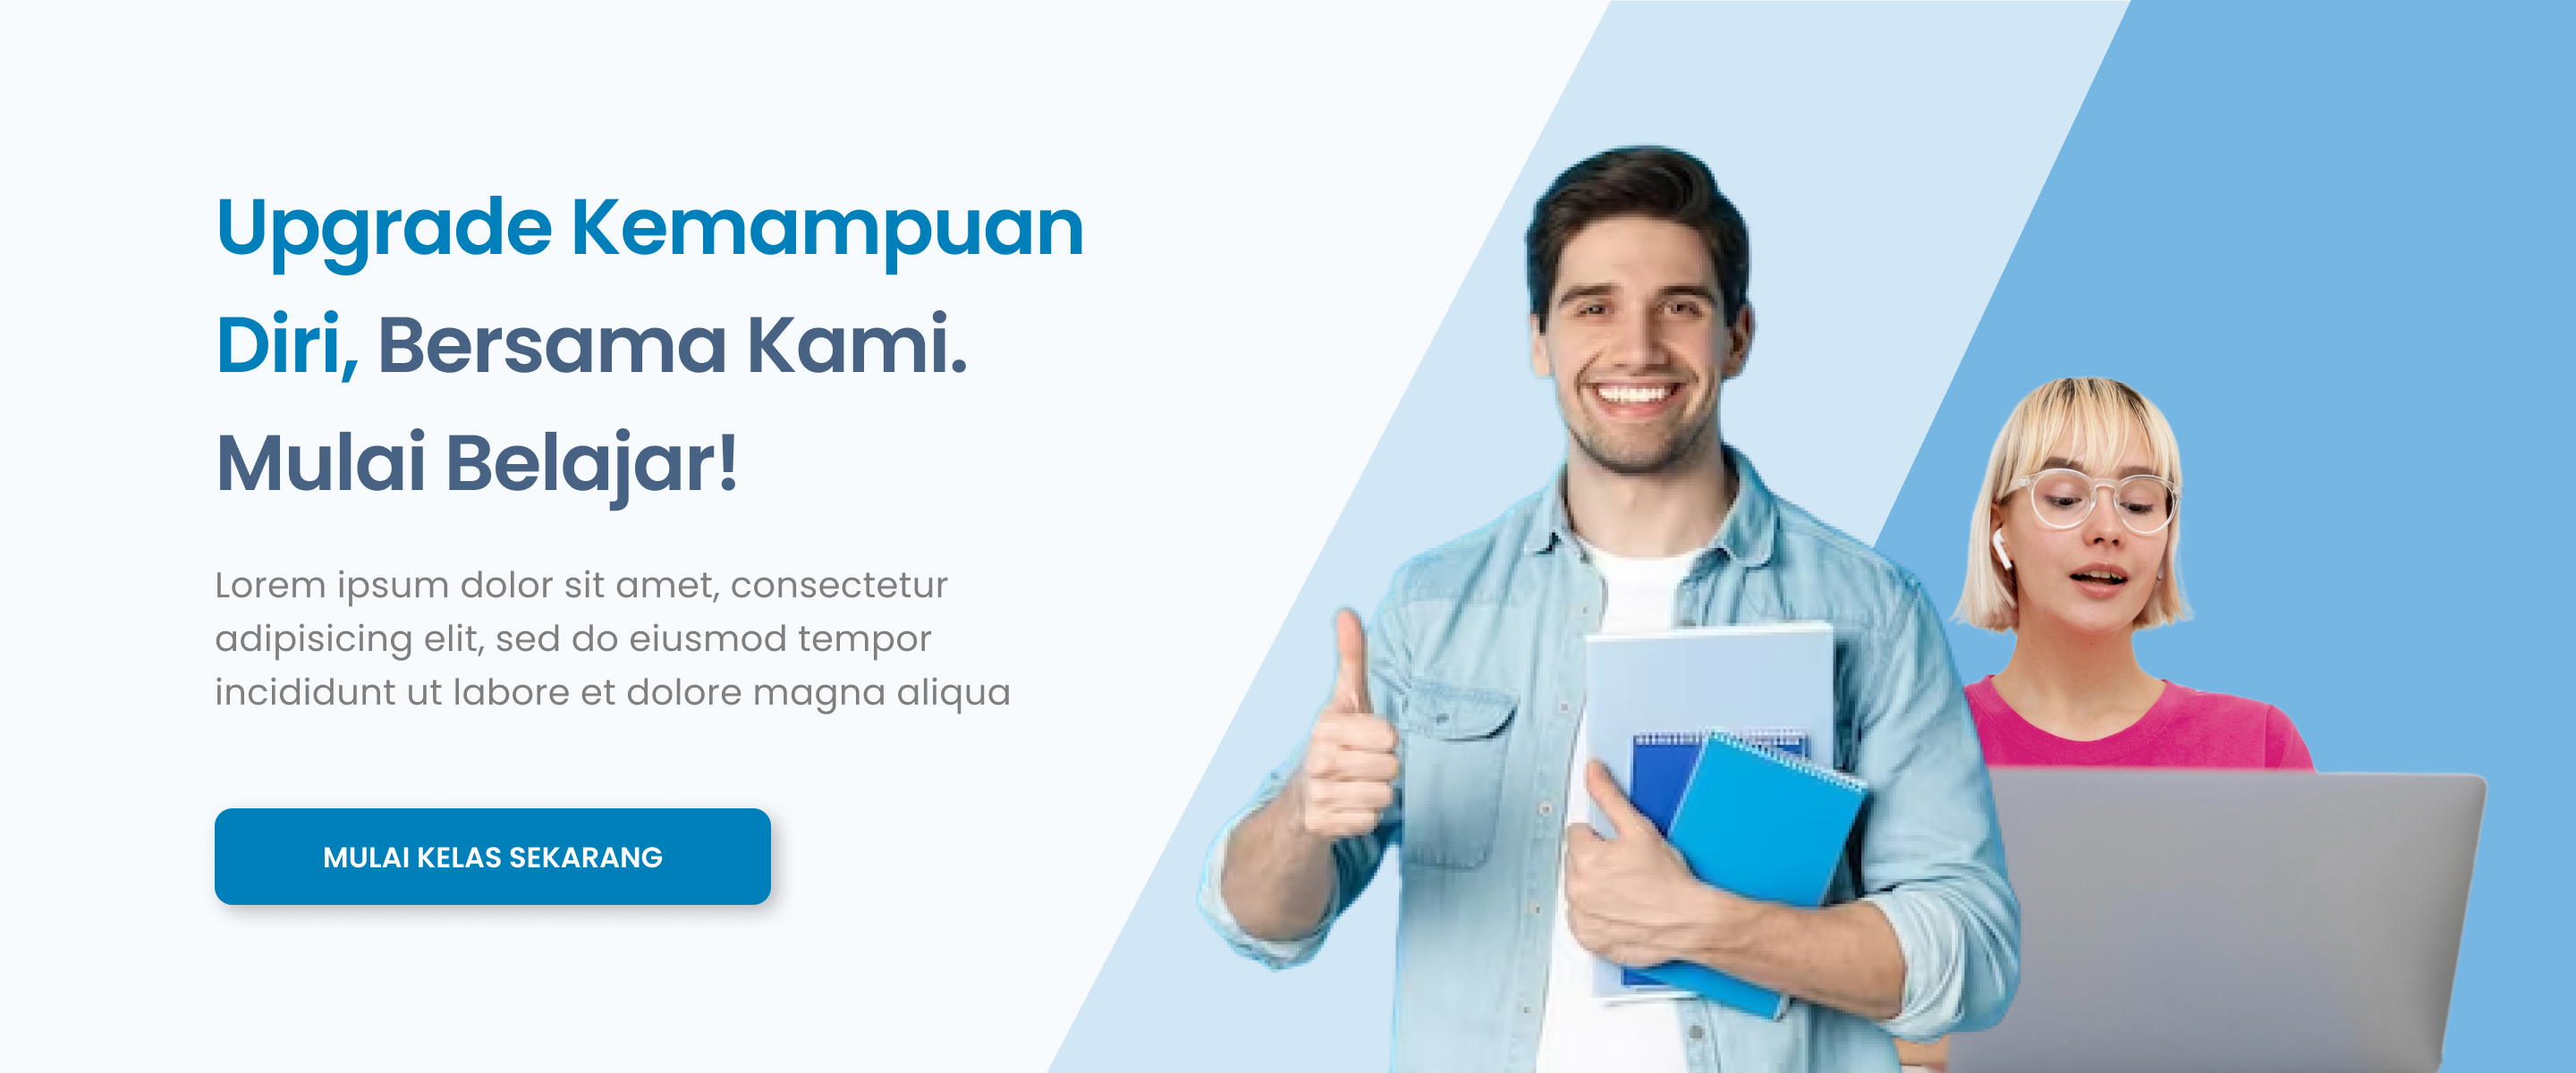 Upgrade Kemampuan
Diri, Bersama Kami.
Mulai Belajar!
Lorem ipsum dolor sit amet, consectetur
adipisicing elit, sed do eiusmod tempor
incididunt ut labore et dolore magna aliqua
MULAI KELAS SEKARANG